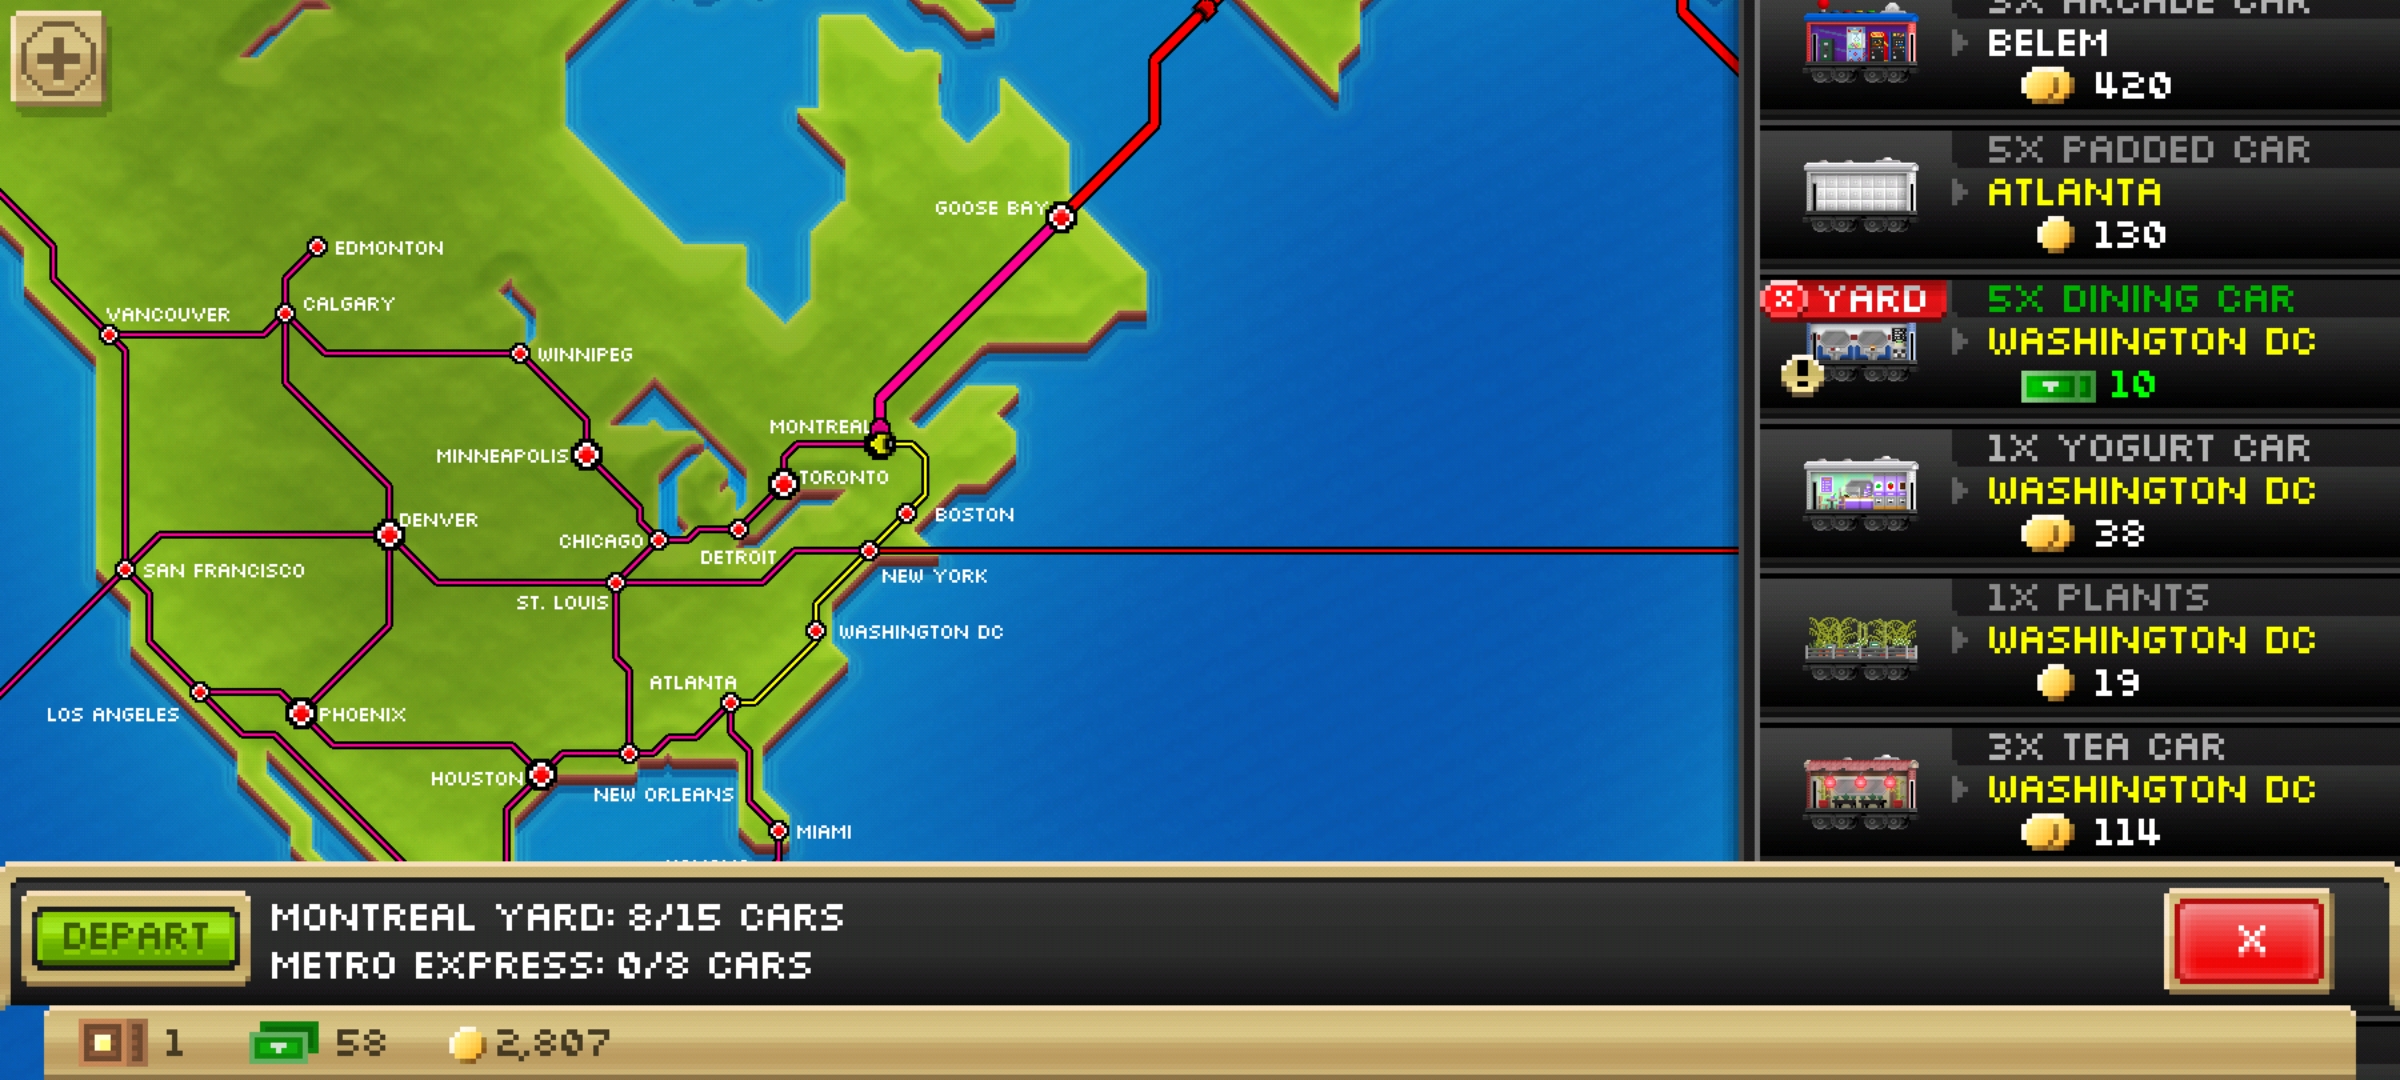 3X ARCADE CAR
BELEM
420
5X PADDED CAR
ATLANTA
130
YARD
5X DINING CAR
WASHINGTON DC
10
1X YOGURT CAR
WASHINGTON DC
38
1X PLANTS
WASHINGTON DC
19
3X TEA CAR
WASHINGTON DC
114
GOOSE BAY
EDMONTON
CALGARY
VANCOUVER
WINNIPEG
MONTREAL
MINNEAPOLIS
TORONTO
DENVER
BOSTON
CHICAGO
DETROIT
SAN FRANCISCO
NEW YORK
ST. LOUIS
WASHINGTON DC
ATLANTA
LOS ANGELES
PHOENIX
HOUSTON
NEW ORLEANS
MIAMI
DEPART
MONTREAL YARD: 8/15 CARS
METRO EXPRESS: 0/8 CARS
X
1
58
2,807